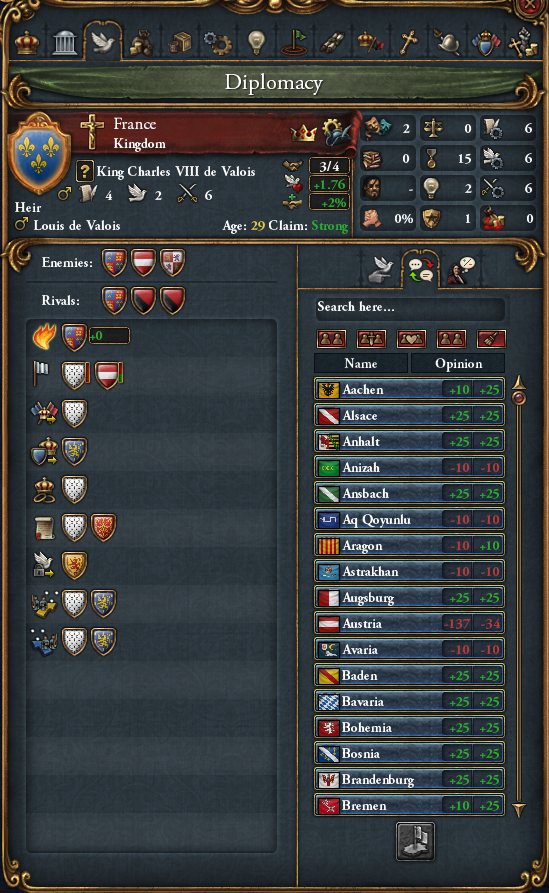 Diplomacy
France
Kingdom
? King Charles VIII de Valois
4 2 6
Heir
Louis de Valois
Age: 29 Claim: Strong
3/4
+1.76
+2%
2 0 6
0 15 6
- 2 6
0% 1 0
Enemies:
Rivals:
+0
Search here...
Name Opinion
Aachen +10 +25
Alsace +25 +25
Anhalt +25 +25
Anizah -10 -10
Ansbach +25 +25
Aq Qoyunlu -10 -10
Aragon -10 +10
Astrakhan -10 -10
Augsburg +25 +25
Austria -137 -34
Avaria -10 -10
Baden +25 +25
Bavaria +25 +25
Bohemia +25 +25
Bosnia +25 +25
Brandenburg +25 +25
Bremen +10 +25